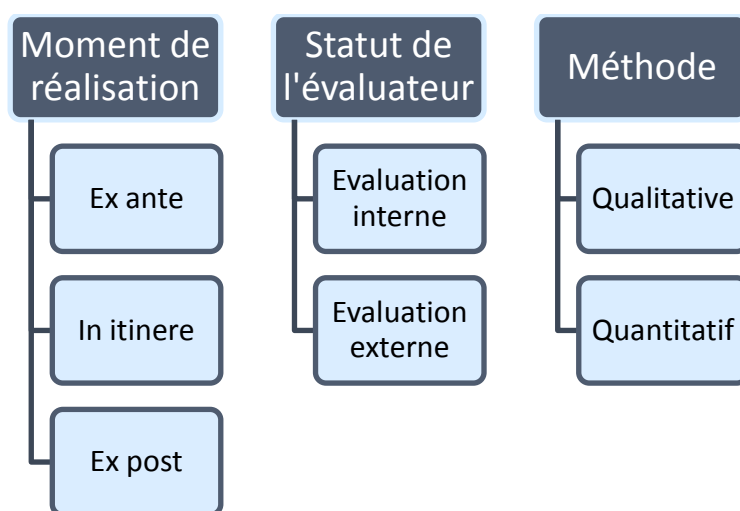 Moment de
réalisation
Ex ante
In itinere
Ex post
Statut de
l'évaluateur
Evaluation
interne
Evaluation
externe
Méthode
Qualitative
Quantitatif